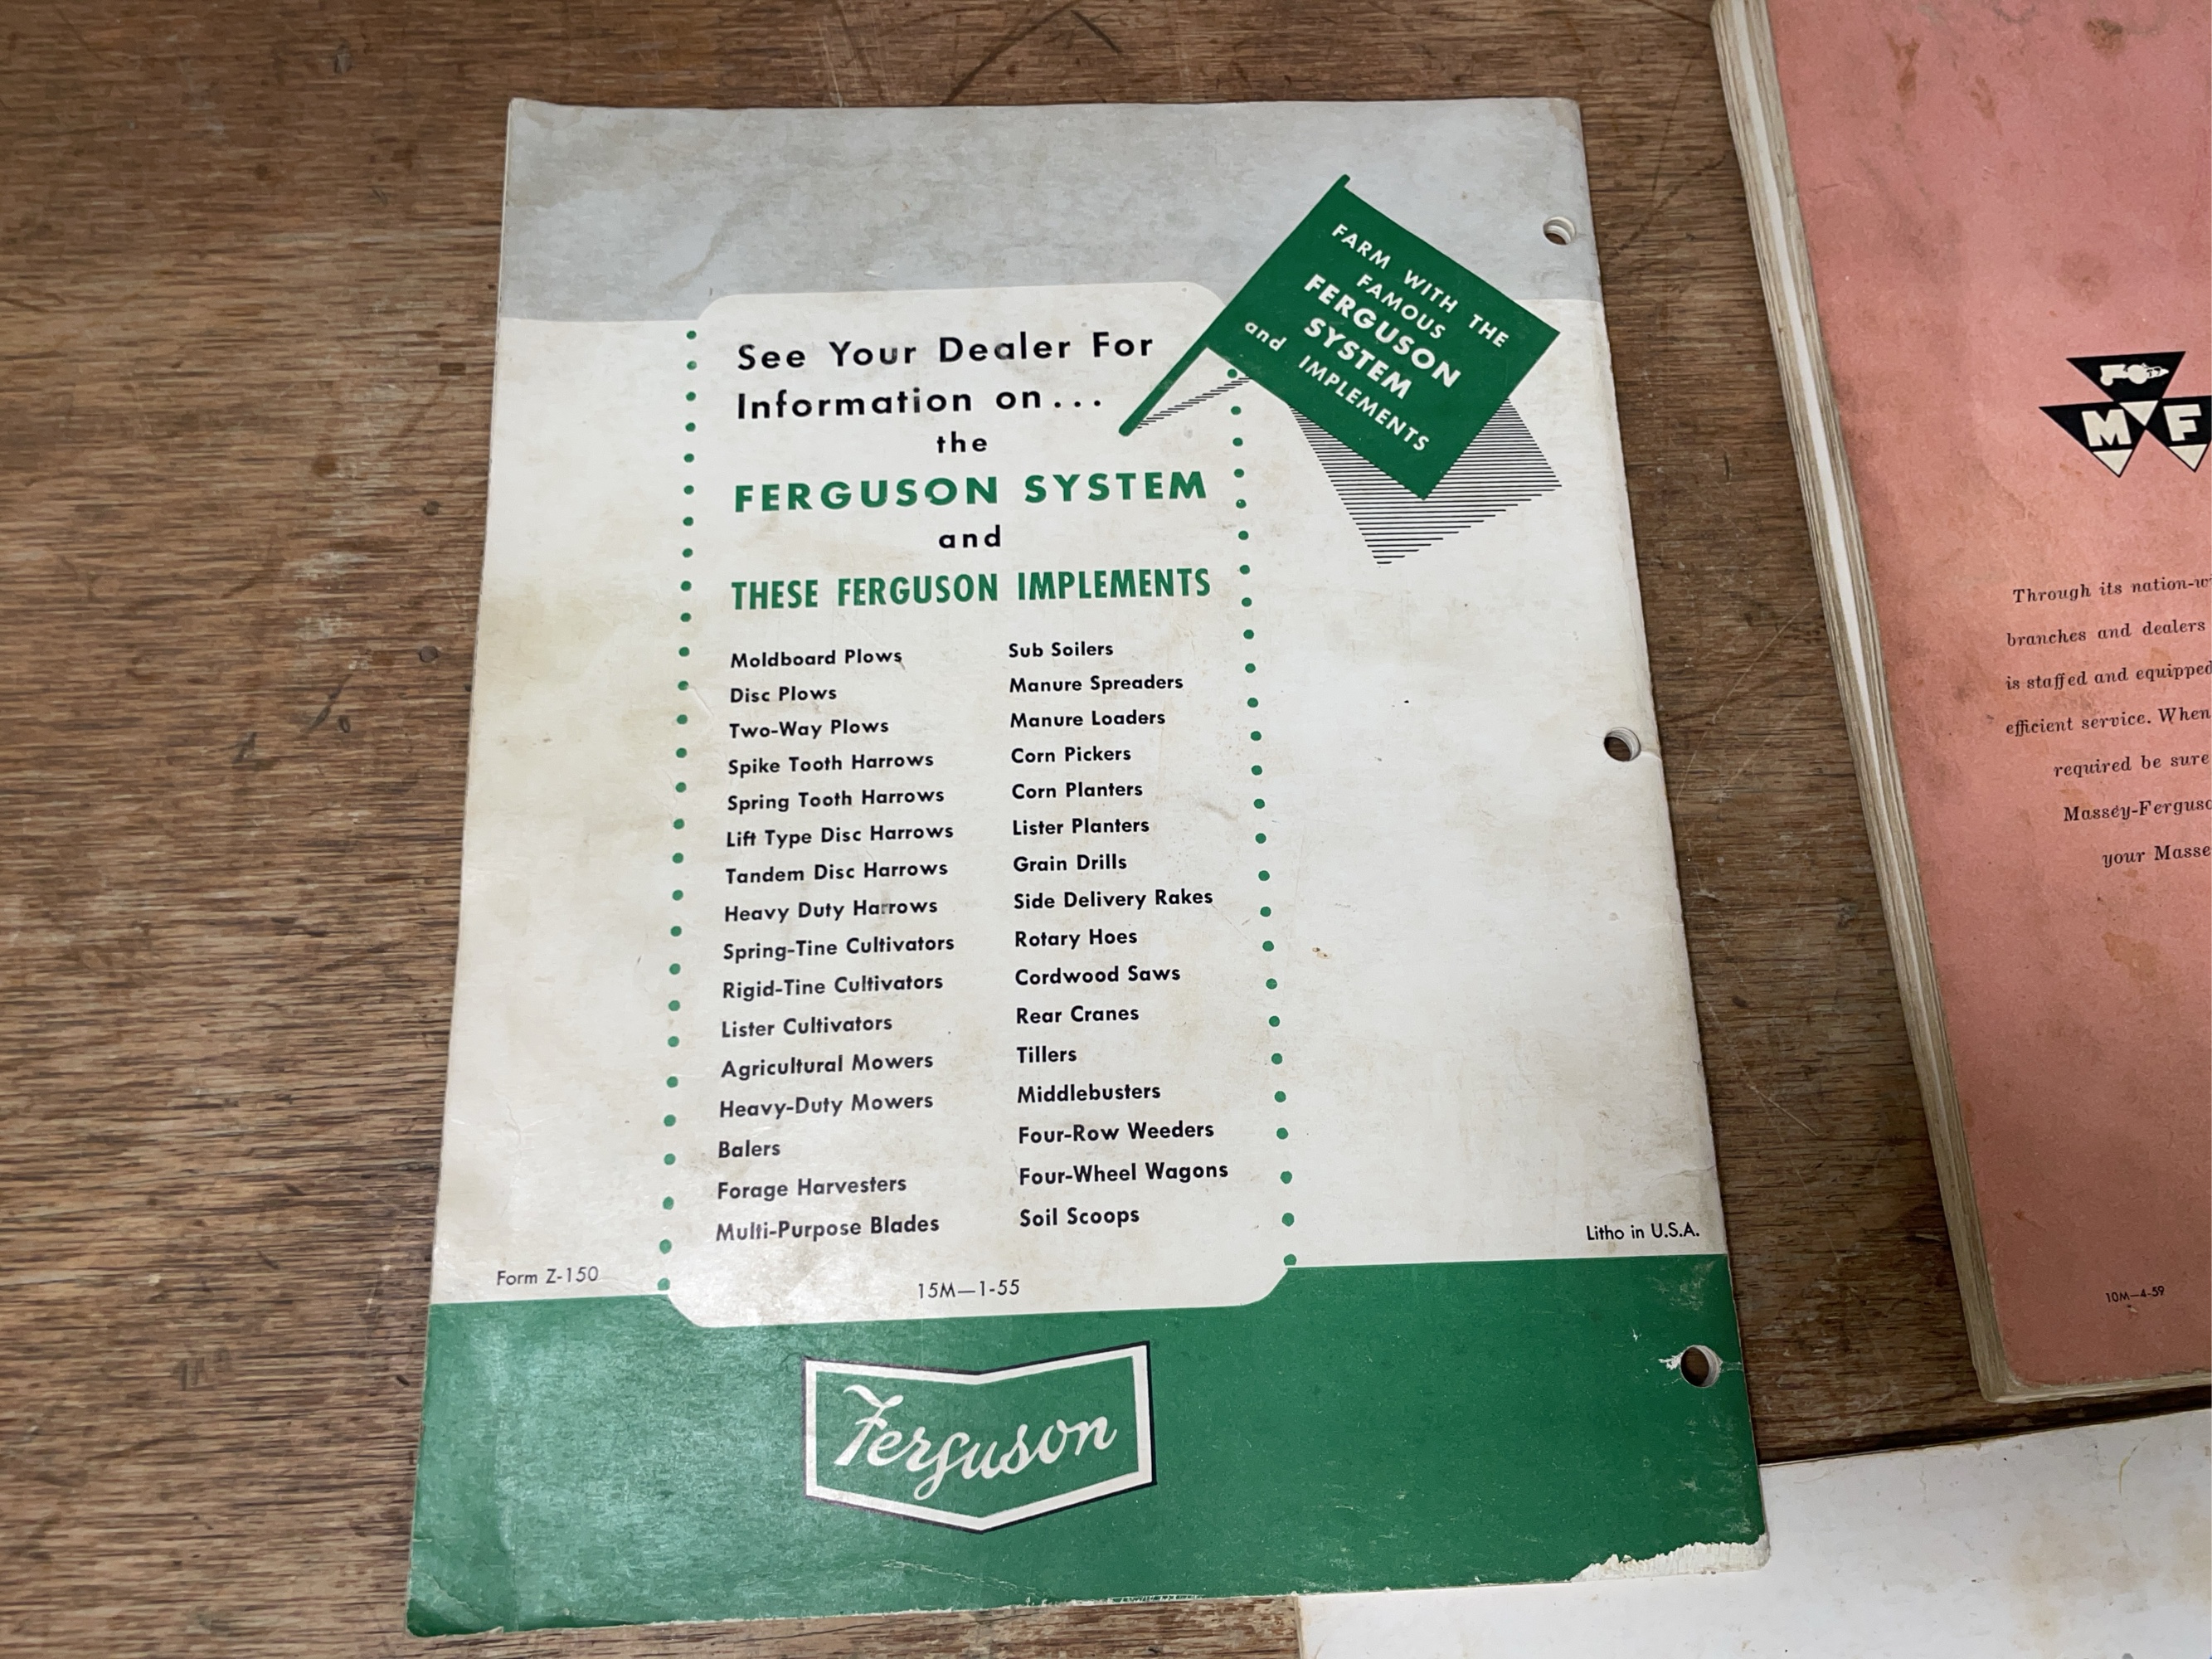 FARM WITH THE
FAMOUS
FERGUSON
SYSTEM
and IMPLEMENTS
See Your Dealer For
Information on...
the
FERGUSON SYSTEM
and
THESE FERGUSON IMPLEMENTS
Moldboard Plows
Disc Plows
Two-Way Plows
Spike Tooth Harrows
Spring Tooth Harrows
Lift Type Disc Harrows
Tandem Disc Harrows
Heavy Duty Harrows
Spring-Tine Cultivators
Rigid-Tine Cultivators
Lister Cultivators
Agricultural Mowers
Heavy-Duty Mowers
Balers
Forage Harvesters
Multi-Purpose Blades
Sub Soilers
Manure Spreaders
Manure Loaders
Corn Pickers
Corn Planters
Lister Planters
Grain Drills
Side Delivery Rakes
Rotary Hoes
Cordwood Saws
Rear Cranes
Tillers
Middlebusters
Four-Row Weeders
Four-Wheel Wagons
Soil Scoops
Litho in U.S.A.
Form Z-150
15M—1-55
Ferguson
MF
Through its
branches and dealers
is staffed and equipped
efficient service. When
required be sure
your
10M—4-59